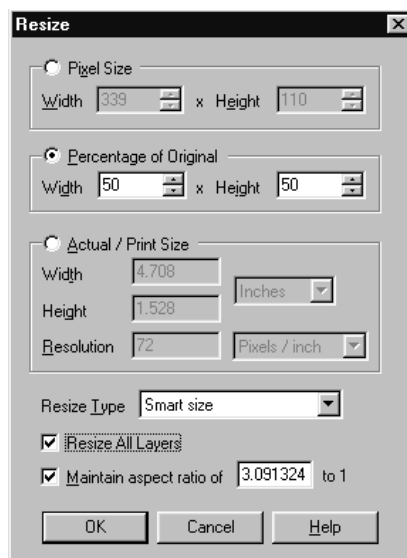 Resize
Pixel Size
Width 339 x Height 110
Percentage of Original
Width 50 x Height 50
Actual / Print Size
Width 4.708
Inches
Height 1.528
Resolution 72 Pixels / inch
Resize Type Smart size
Resize All Layers
Maintain aspect ratio of 3.091324 to 1
OK Cancel Help